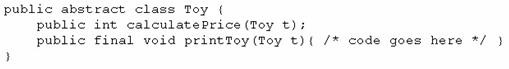 public abstract class Toy {
    public int calculatePrice(Toy t);
    public final void printToy(Toy t){ /* code goes here */ }
}